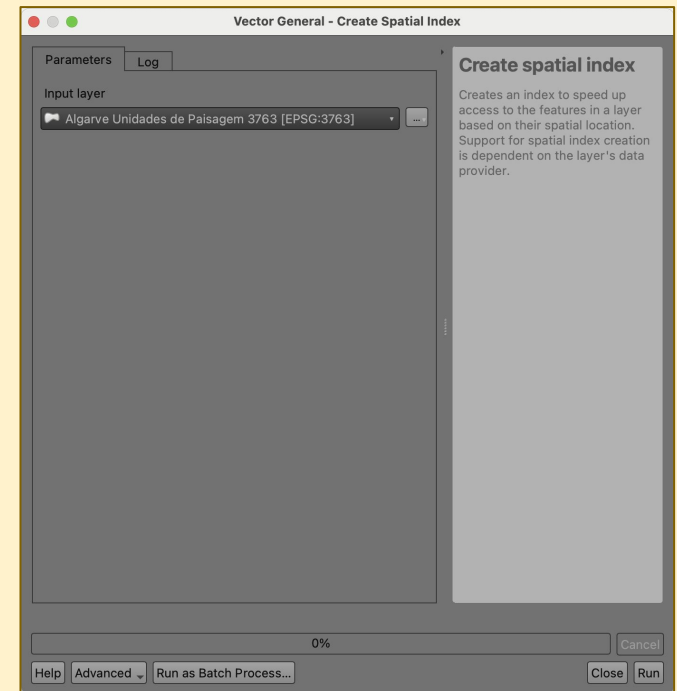 Vector General - Create Spatial Index
Parameters
Log
Input layer
Algarve Unidades de Paisagem 3763 [EPSG:3763]
...
Create spatial index
Creates an index to speed up
access to the features in a layer
based on their spatial location.
Support for spatial index creation
is dependent on the layer's data
provider.
0%
Cancel
Help
Advanced
Run as Batch Process...
Close
Run